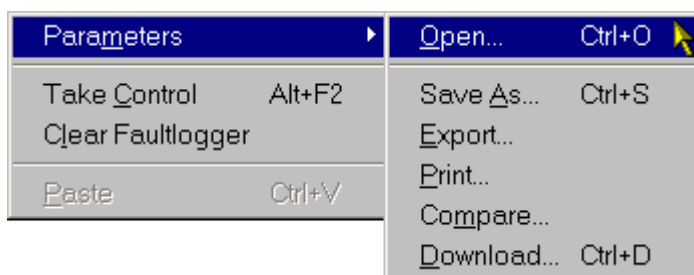 Parameters
Take Control Alt+F2
Clear Faultlogger
Paste Ctrl+V
Open... Ctrl+O
Save As... Ctrl+S
Export...
Print...
Compare...
Download... Ctrl+D